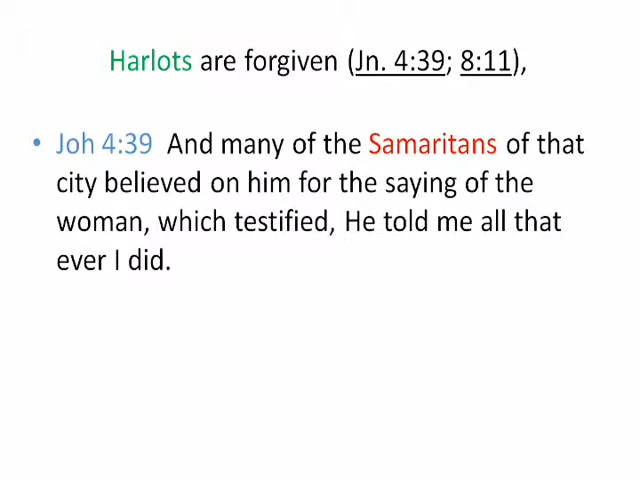 Harlots are forgiven (Jn. 4:39; 8:11),
• Joh 4:39 And many of the Samaritans of that
city believed on him for the saying of the
woman, which testified, He told me all that
ever I did.